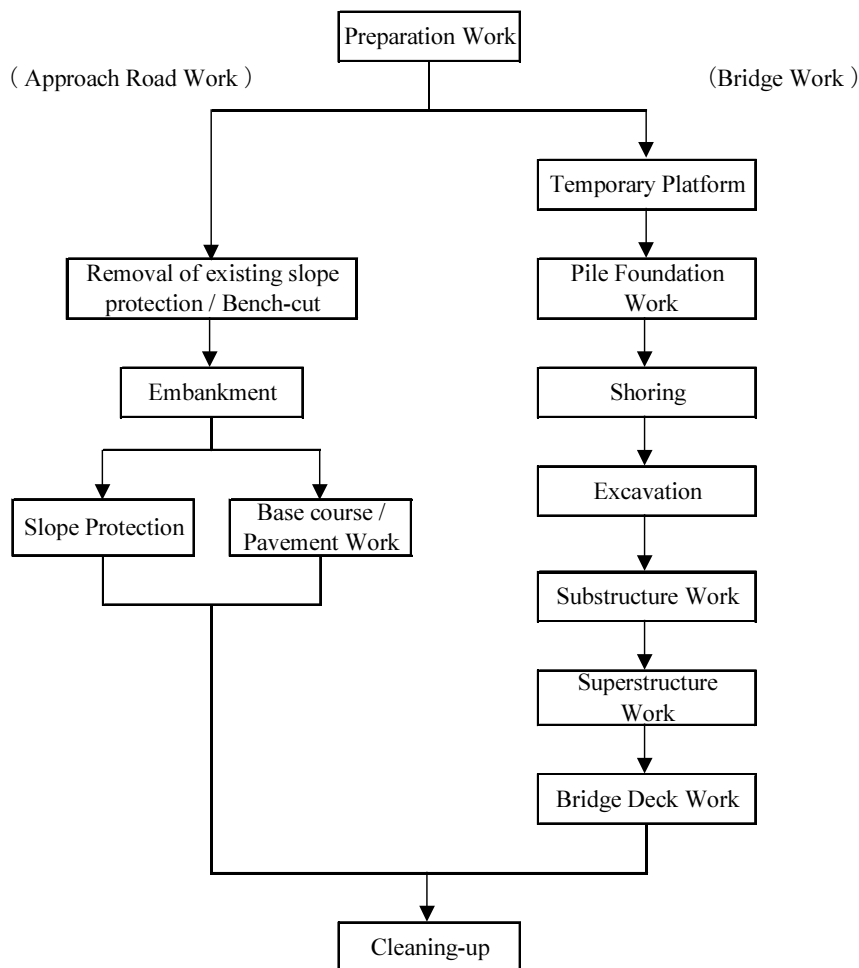 Preparation Work
( Approach Road Work )
(Bridge Work )
Temporary Platform
Removal of existing slope
protection / Bench-cut
Pile Foundation
Work
Embankment
Shoring
Slope Protection
Base course /
Pavement Work
Excavation
Substructure Work
Superstructure
Work
Bridge Deck Work
Cleaning-up